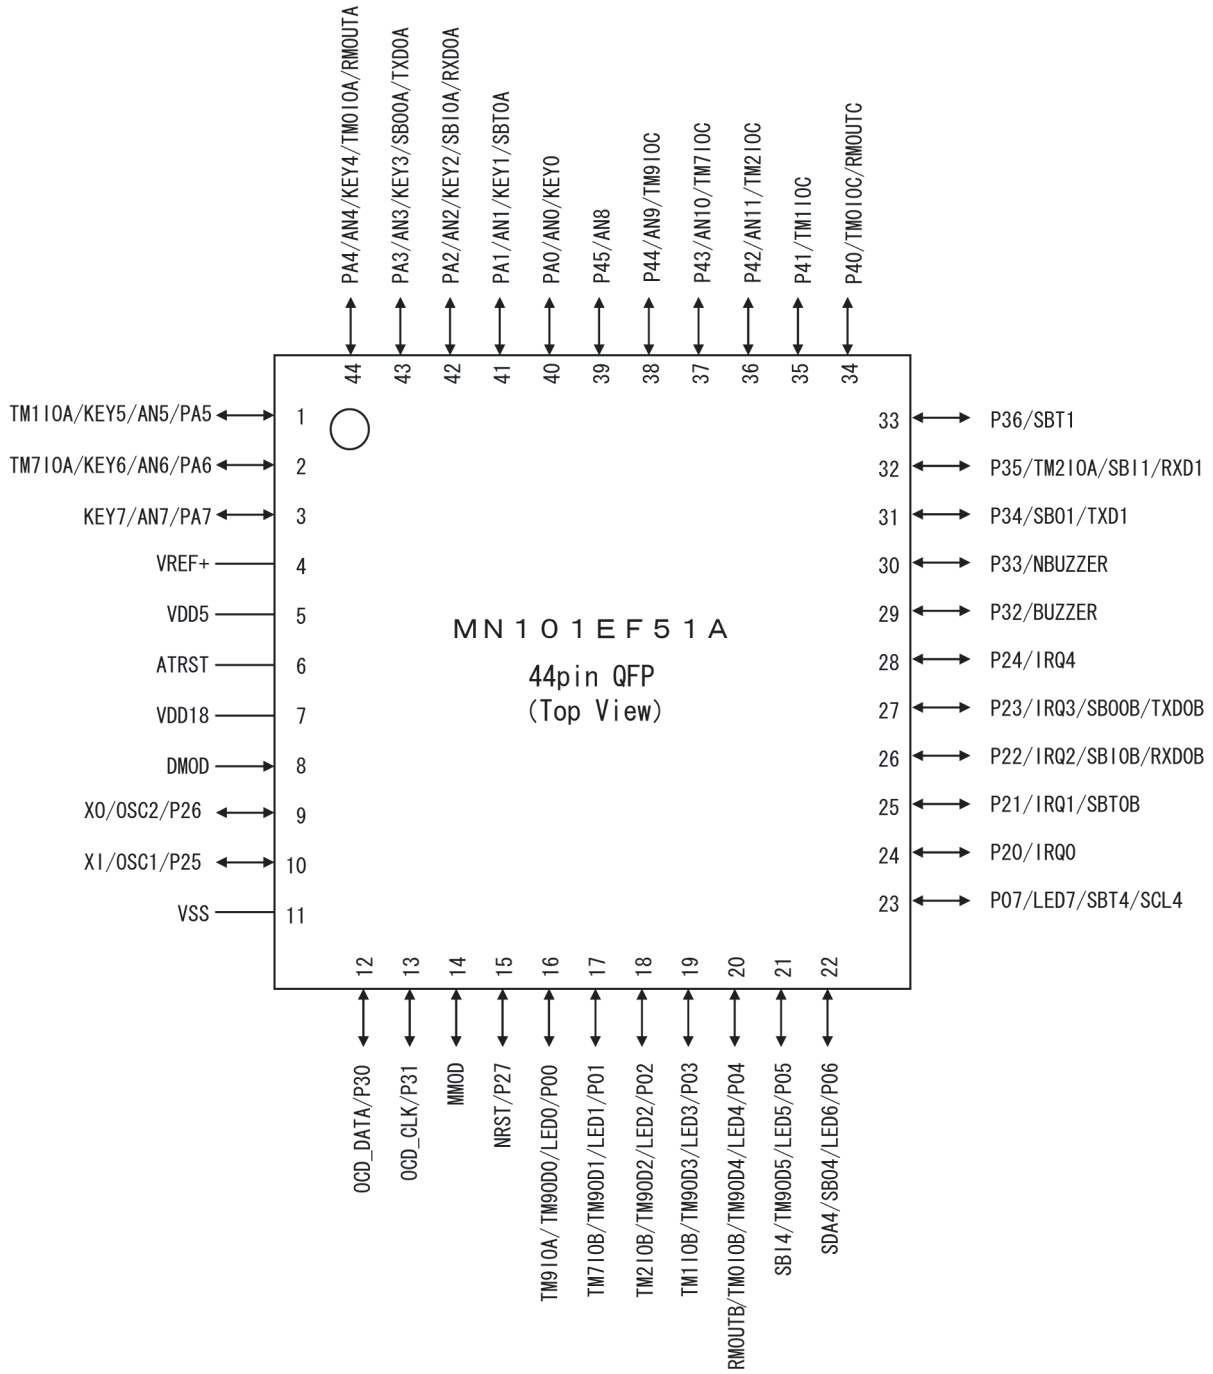 PA4/AN4/KEY4/TM0IOA/RMOUTA
PA3/AN3/KEY3/SBO0A/TXD0A
PA2/AN2/KEY2/SBI0A/RXD0A
PA1/AN1/KEY1/SBT0A
PA0/AN0/KEY0
P45/AN8
P44/AN9/TM9IOC
P43/AN10/TM7IOC
P42/AN11/TM2IOC
P41/TM1IOC
P40/TM0IOC/RMOUTC
44
43
42
41
40
39
38
37
36
35
34
TM1IOA/KEY5/AN5/PA5
1
TM7IOA/KEY6/AN6/PA6
2
KEY7/AN7/PA7
3
VREF+
4
VDD5
5
ATRST
6
VDD18
7
DMOD
8
XO/OSC2/P26
9
XI/OSC1/P25
10
VSS
11
MN101EF51A
44pin QFP
(Top View)
33
P36/SBT1
32
P35/TM2IOA/SBI1/RXD1
31
P34/SBO1/TXD1
30
P33/NBUZZER
29
P32/BUZZER
28
P24/IRQ4
27
P23/IRQ3/SBO0B/TXD0B
26
P22/IRQ2/SBI0B/RXD0B
25
P21/IRQ1/SBT0B
24
P20/IRQ0
23
P07/LED7/SBT4/SCL4
12
13
14
15
16
17
18
19
20
21
22
OCD_DATA/P30
OCD_CLK/P31
MMOD
NRST/P27
TM9IOA/TM9OD0/LED0/P00
TM7IOB/TM9OD1/LED1/P01
TM2IOB/TM9OD2/LED2/P02
TM1IOB/TM9OD3/LED3/P03
RMOUTB/TM0IOB/TM9OD4/LED4/P04
SBI4/TM9OD5/LED5/P05
SDA4/SBO4/LED6/P06